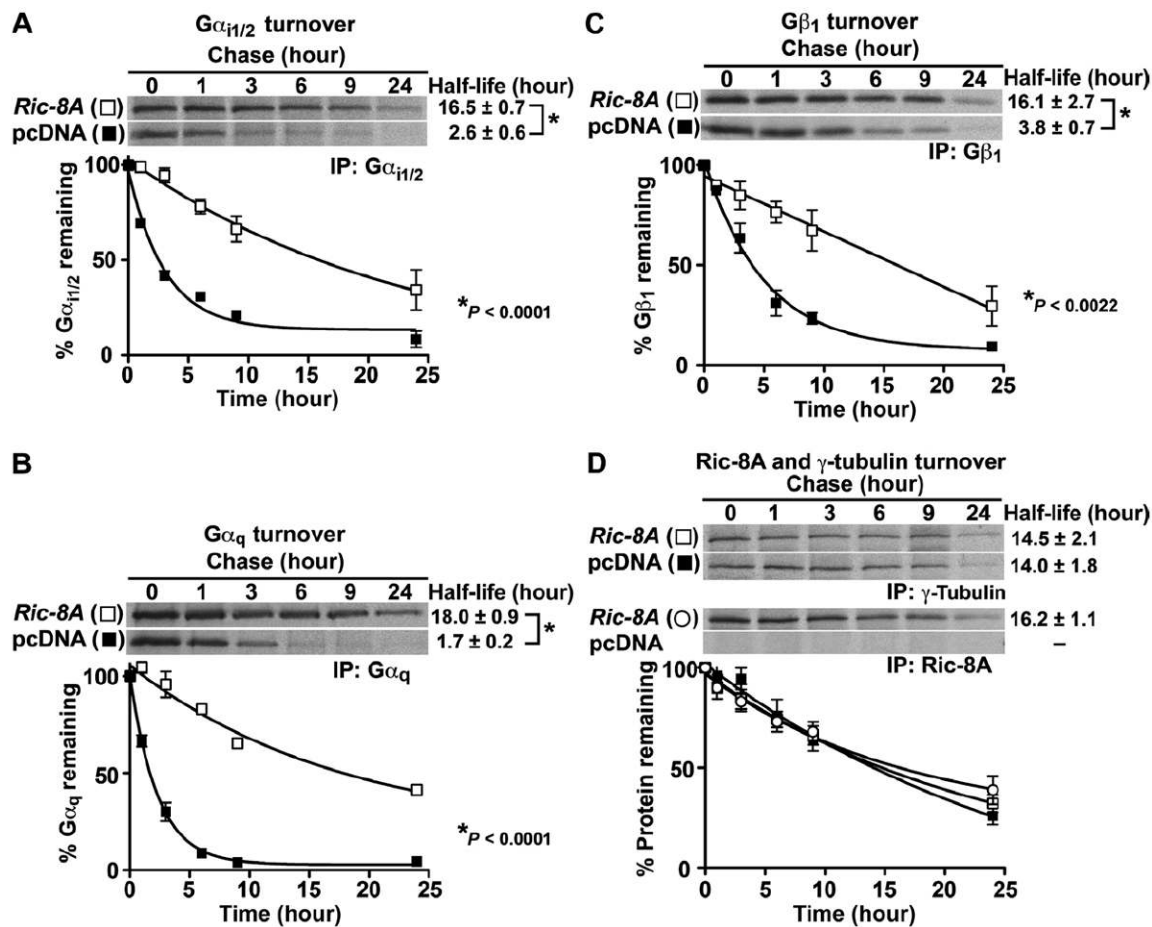 A
Gαi1/2 turnover
Chase (hour)
0 1 3 6 9 24 Half-life (hour)
Ric-8A (□) 16.5 ± 0.7
pcDNA (■) 2.6 ± 0.6 *
IP: Gαi1/2
% Gαi1/2 remaining
100
50
0
0 5 10 15 20 25
Time (hour)
*P < 0.0001
B
Gαq turnover
Chase (hour)
0 1 3 6 9 24 Half-life (hour)
Ric-8A (□) 18.0 ± 0.9
pcDNA (■) 1.7 ± 0.2 *
IP: Gαq
% Gαq remaining
100
50
0
0 5 10 15 20 25
Time (hour)
*P < 0.0001
C
Gβ1 turnover
Chase (hour)
0 1 3 6 9 24 Half-life (hour)
Ric-8A (□) 16.1 ± 2.7
pcDNA (■) 3.8 ± 0.7 *
IP: Gβ1
% Gβ1 remaining
100
50
0
0 5 10 15 20 25
Time (hour)
*P < 0.0022
D
Ric-8A and γ-tubulin turnover
Chase (hour)
0 1 3 6 9 24 Half-life (hour)
Ric-8A (□) 14.5 ± 2.1
pcDNA (■) 14.0 ± 1.8
IP: γ-Tubulin
Ric-8A (○) 16.2 ± 1.1
pcDNA –
IP: Ric-8A
% Protein remaining
100
50
0
0 5 10 15 20 25
Time (hour)